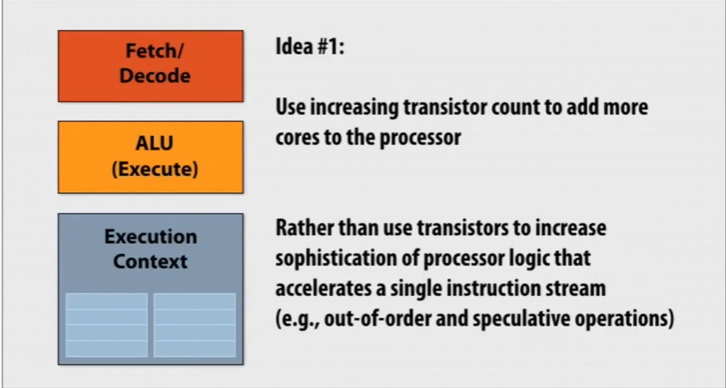 Fetch/
Decode
ALU
(Execute)
Execution
Context
Idea #1:
Use increasing transistor count to add more
cores to the processor
Rather than use transistors to increase
sophistication of processor logic that
accelerates a single instruction stream
(e.g., out-of-order and speculative operations)